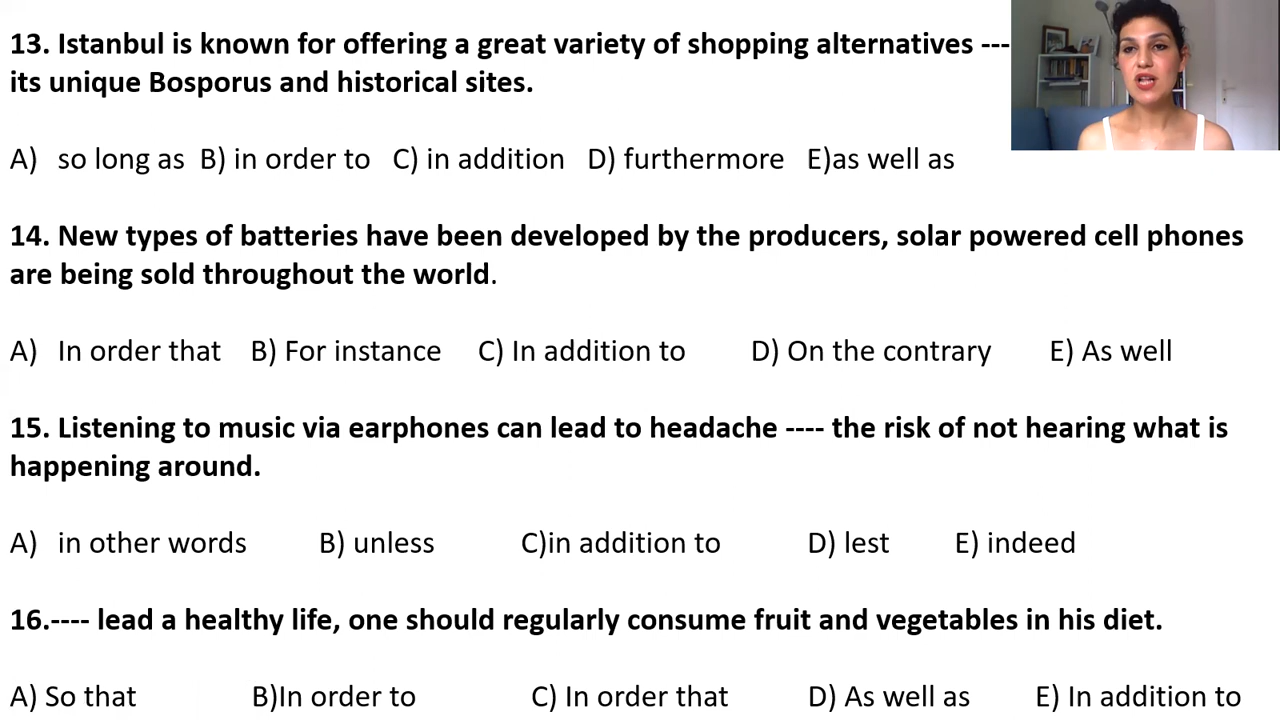 13. Istanbul is known for offering a great variety of shopping alternatives ---
its unique Bosporus and historical sites.
A) so long as B) in order to C) in addition D) furthermore E)as well as
14. New types of batteries have been developed by the producers, solar powered cell phones
are being sold throughout the world.
A) In order that B) For instance C) In addition to D) On the contrary E) As well
15. Listening to music via earphones can lead to headache ---- the risk of not hearing what is
happening around.
A) in other words B) unless C)in addition to D) lest E) indeed
16.---- lead a healthy life, one should regularly consume fruit and vegetables in his diet.
A) So that B)In order to C) In order that D) As well as E) In addition to